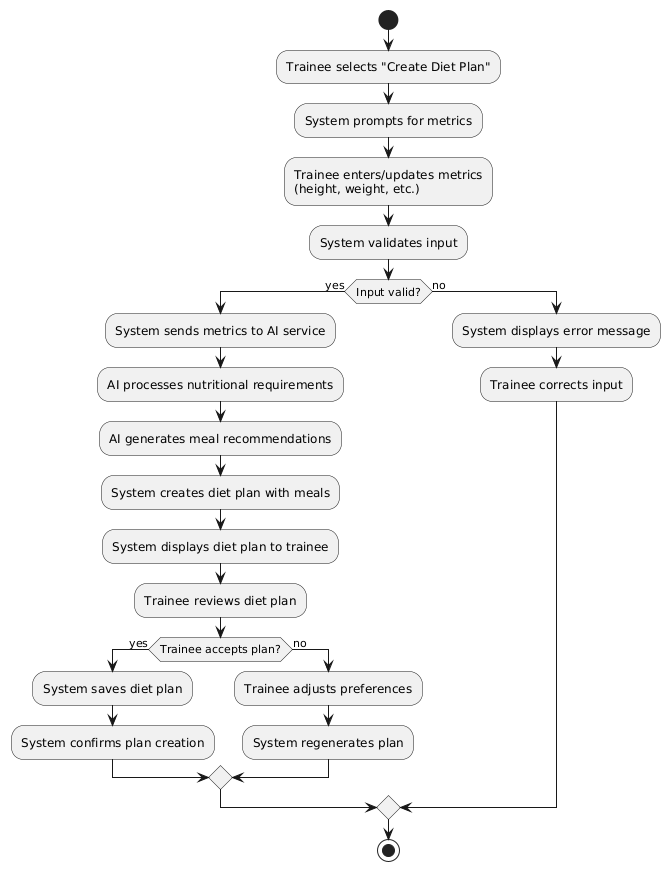 Trainee selects "Create Diet Plan"
System prompts for metrics
Trainee enters/updates metrics
(height, weight, etc.)
System validates input
Input valid?
yes
no
System sends metrics to AI service
AI processes nutritional requirements
AI generates meal recommendations
System creates diet plan with meals
System displays diet plan to trainee
Trainee reviews diet plan
Trainee accepts plan?
yes
no
System saves diet plan
System confirms plan creation
Trainee adjusts preferences
System regenerates plan
System displays error message
Trainee corrects input